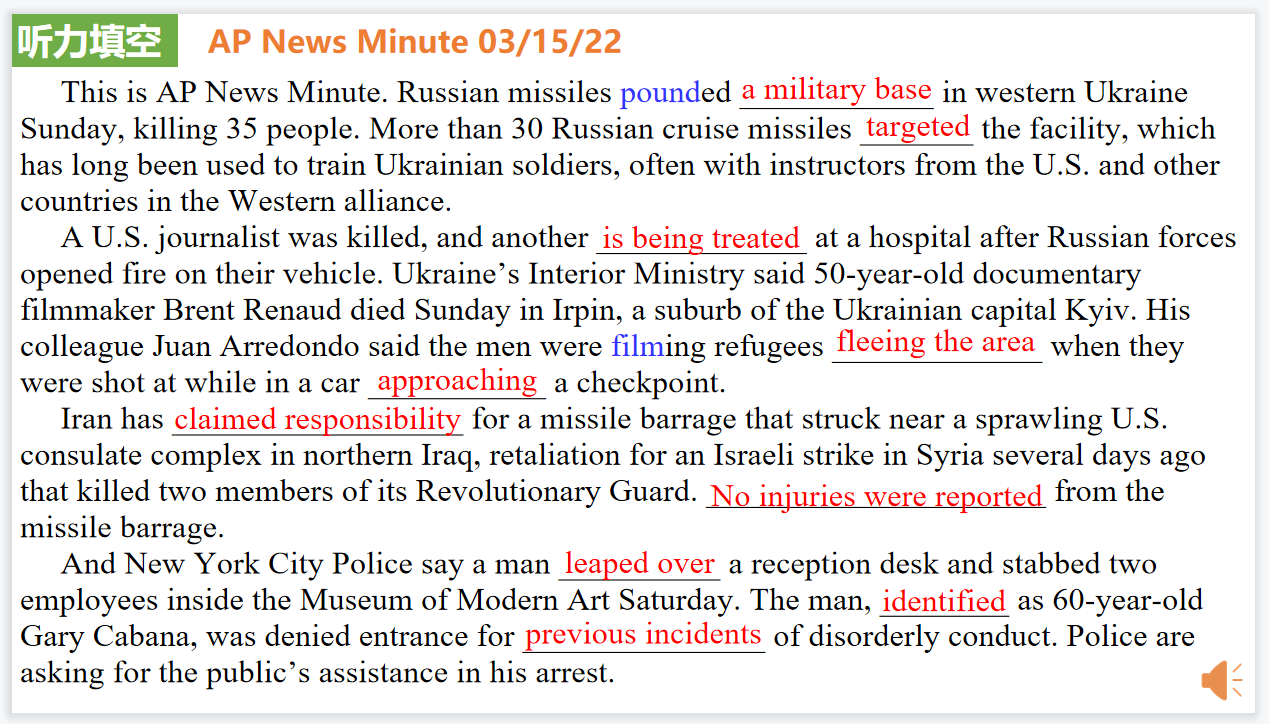 听力填空 AP News Minute 03/15/22
This is AP News Minute. Russian missiles pounded a military base in western Ukraine
Sunday, killing 35 people. More than 30 Russian cruise missiles targeted the facility, which
has long been used to train Ukrainian soldiers, often with instructors from the U.S. and other
countries in the Western alliance.
A U.S. journalist was killed, and another is being treated at a hospital after Russian forces
opened fire on their vehicle. Ukraine’s Interior Ministry said 50-year-old documentary
filmmaker Brent Renaud died Sunday in Irpin, a suburb of the Ukrainian capital Kyiv. His
colleague Juan Arredondo said the men were filming refugees fleeing the area when they
were shot at while in a car approaching a checkpoint.
Iran has claimed responsibility for a missile barrage that struck near a sprawling U.S.
consulate complex in northern Iraq, retaliation for an Israeli strike in Syria several days ago
that killed two members of its Revolutionary Guard. No injuries were reported from the
missile barrage.
And New York City Police say a man leaped over a reception desk and stabbed two
employees inside the Museum of Modern Art Saturday. The man, identified as 60-year-old
Gary Cabana, was denied entrance for previous incidents of disorderly conduct. Police are
asking for the public’s assistance in his arrest.